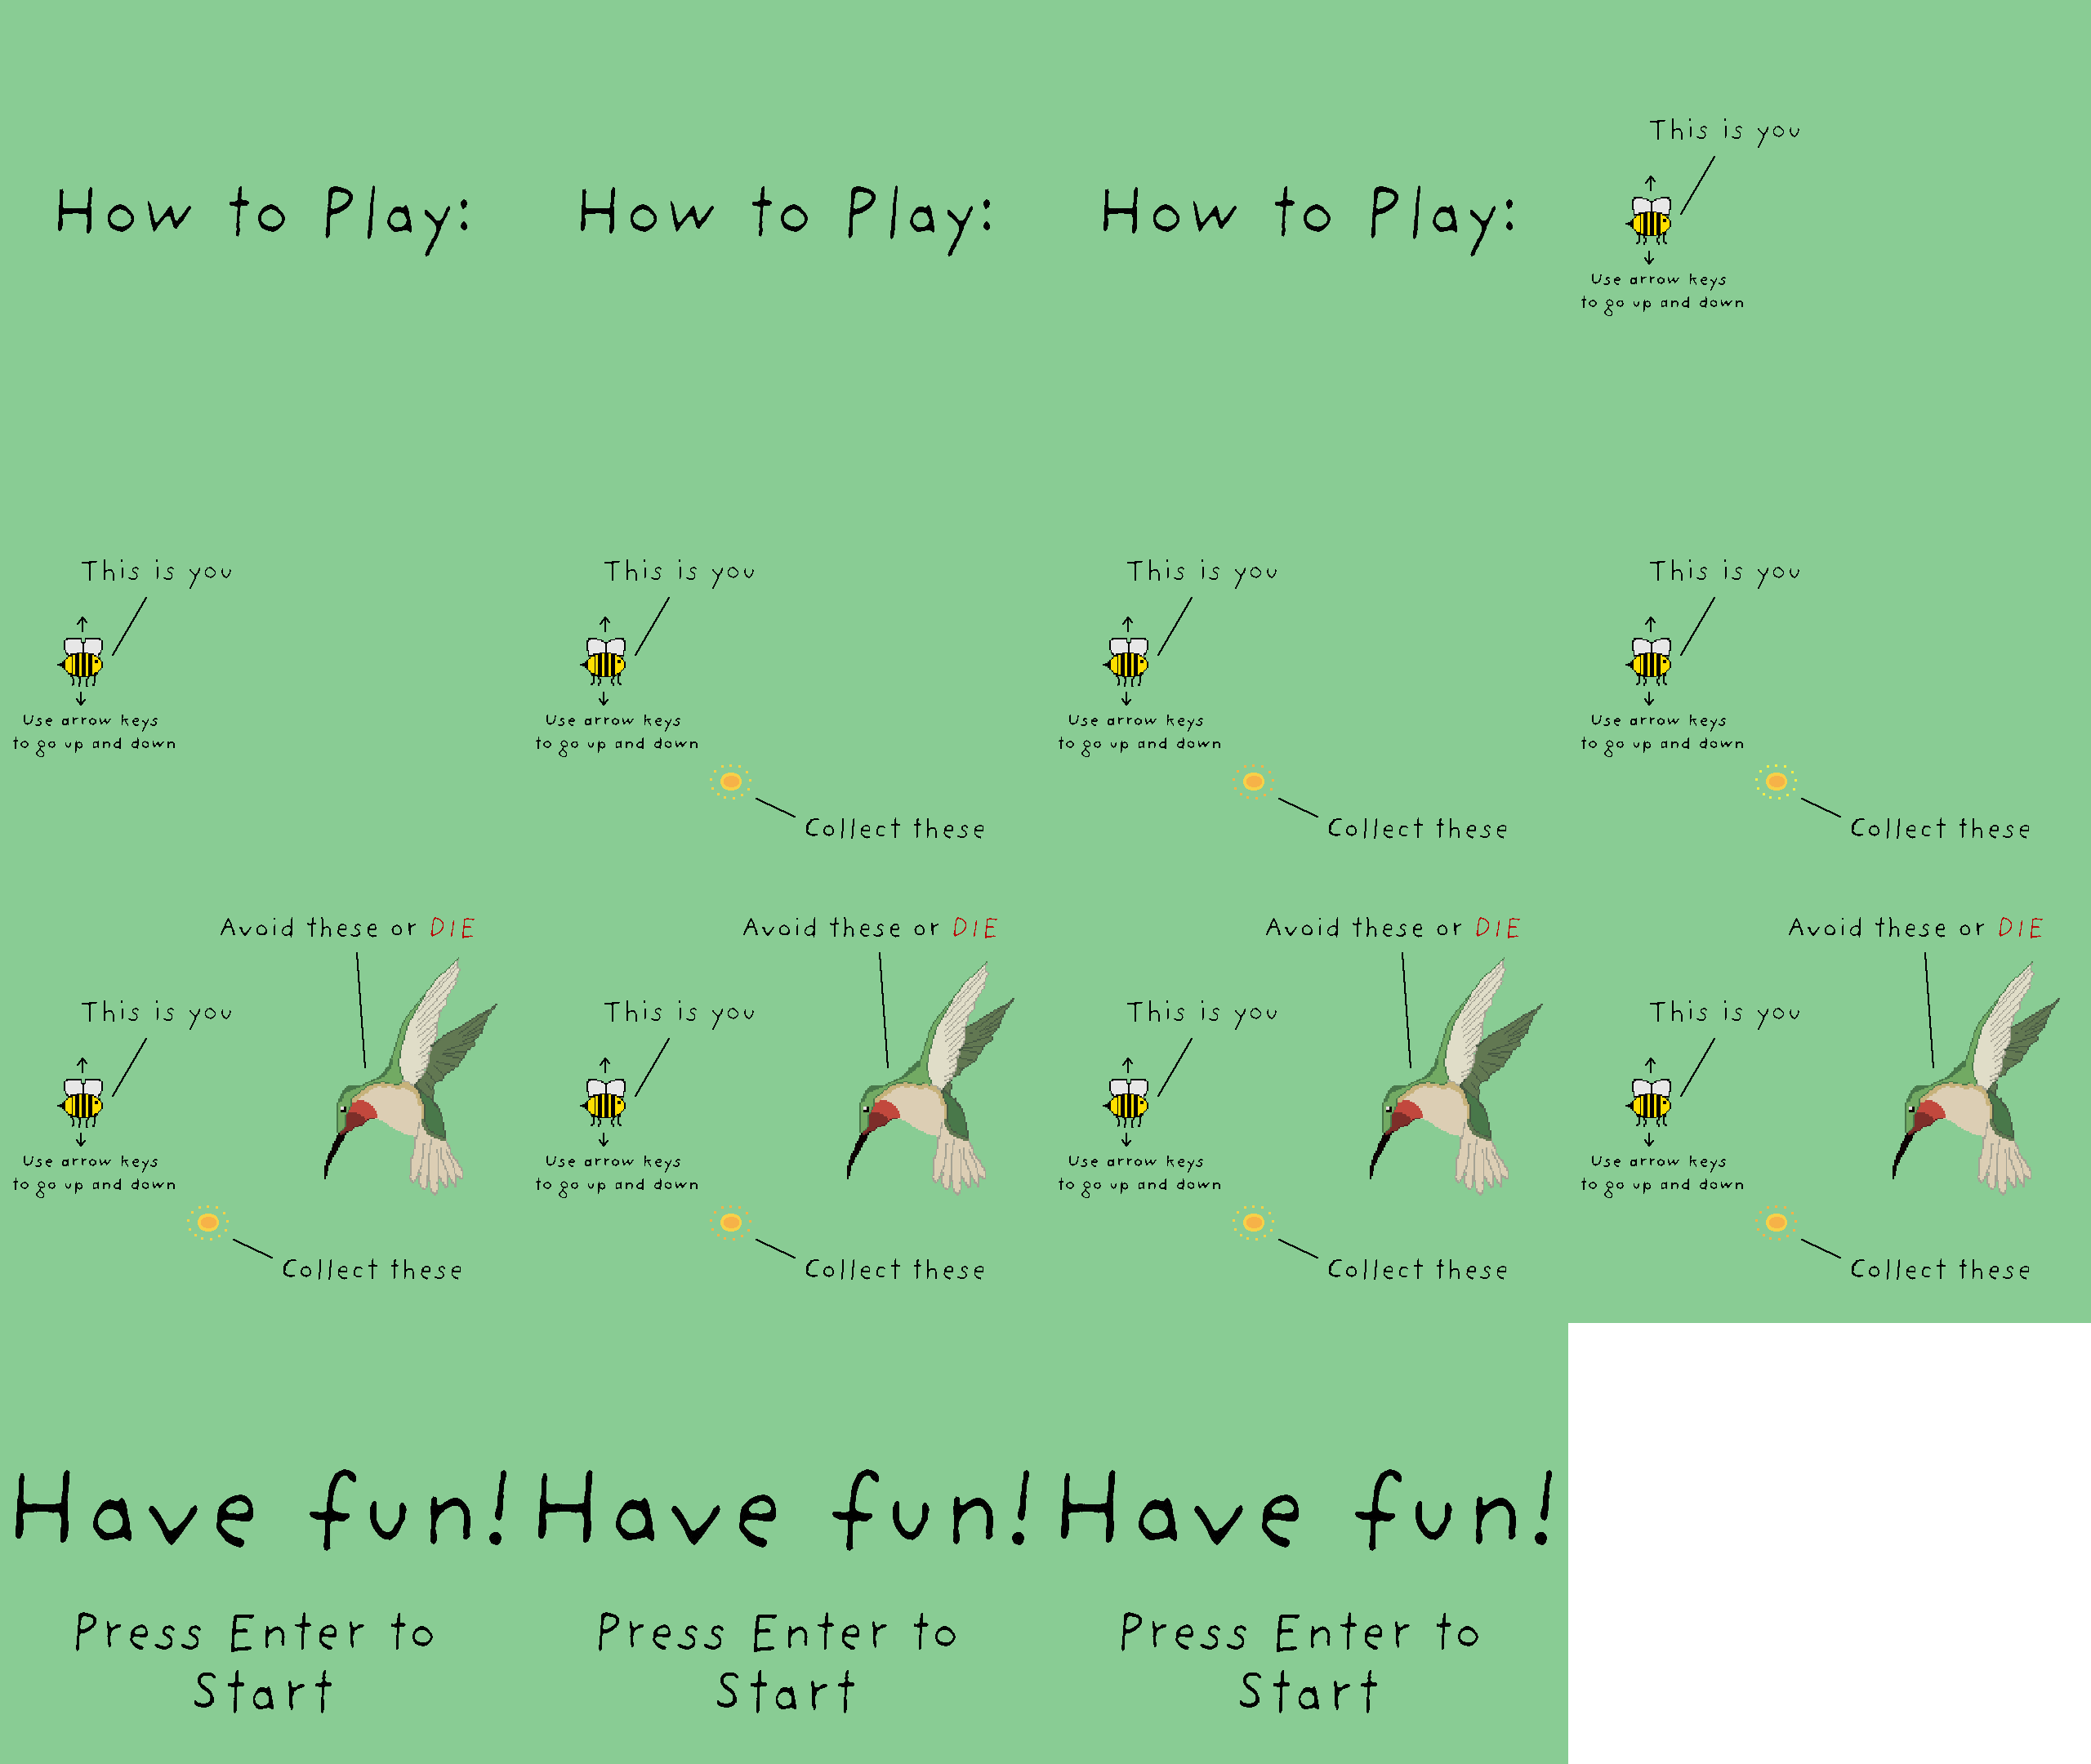 How to Play:
How to Play:
How to Play:
This is you
Use arrow keys
to go up and down
This is you
Use arrow keys
to go up and down
This is you
Use arrow keys
to go up and down
Collect these
This is you
Use arrow keys
to go up and down
Collect these
This is you
Use arrow keys
to go up and down
Collect these
Avoid these or DIE
This is you
Use arrow keys
to go up and down
Collect these
Avoid these or DIE
This is you
Use arrow keys
to go up and down
Collect these
Avoid these or DIE
This is you
Use arrow keys
to go up and down
Collect these
Avoid these or DIE
This is you
Use arrow keys
to go up and down
Collect these
Have fun!
Press Enter to
Start
Have fun!
Press Enter to
Start
Have fun!
Press Enter to
Start